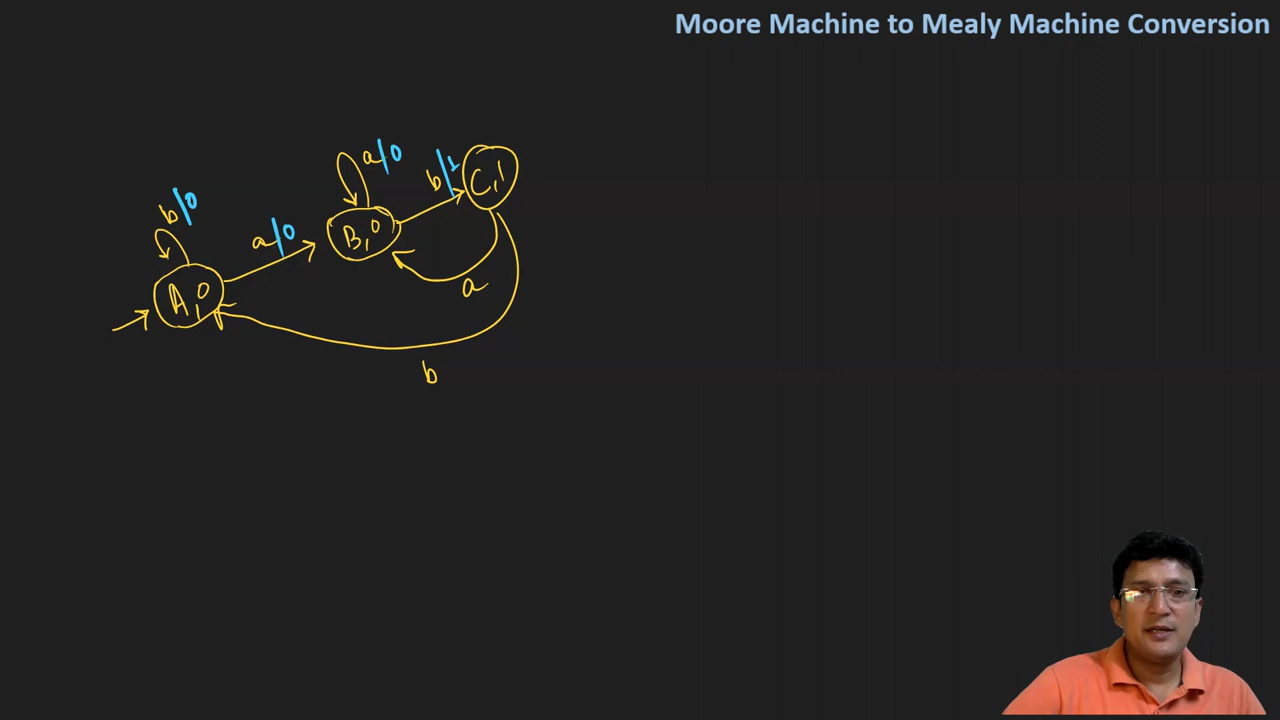 Moore Machine to Mealy Machine Conversion
a/0
b/1
C,1
b/0
a/0
B,0
A,0
a
b